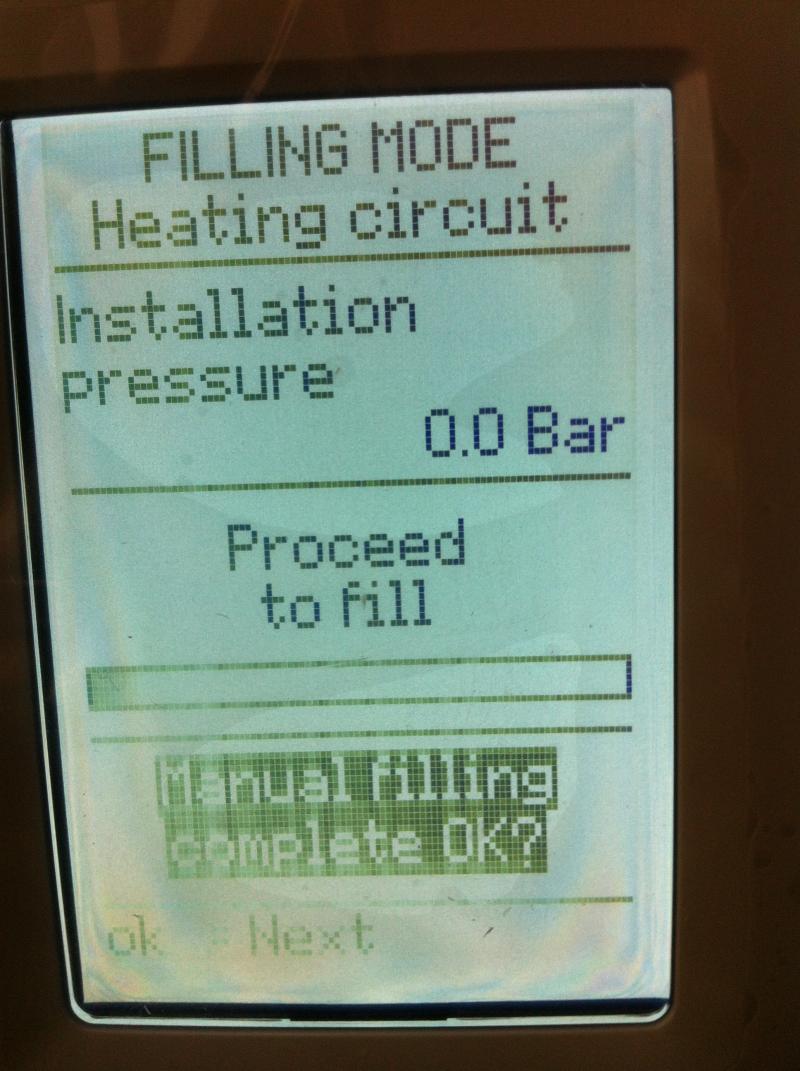 FILLING MODE
Heating circuit
Installation
pressure
0.0 Bar
Proceed
to fill
Manual filling
complete OK?
ok = Next